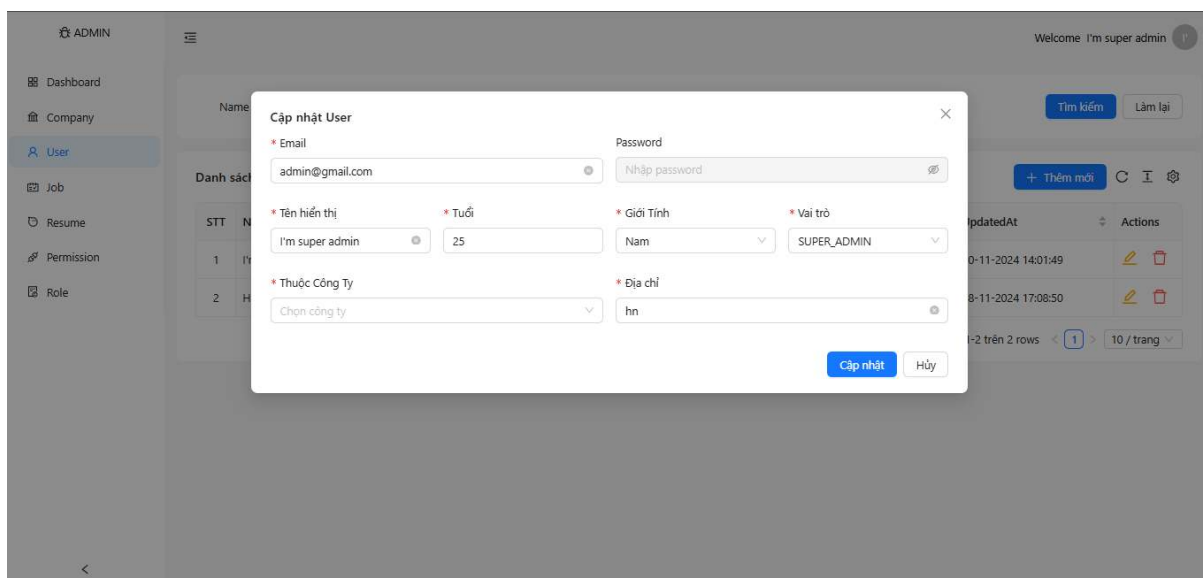 ADMIN
Welcome I'm super admin I'
Dashboard
Company
User
Job
Resume
Permission
Role
Name
Tìm kiếm
Làm lại
Cập nhật User
* Email
Password
admin@gmail.com
Nhập password
* Tên hiển thị
* Tuổi
* Giới Tính
* Vai trò
I'm super admin
25
Nam
SUPER_ADMIN
* Thuộc Công Ty
* Địa chỉ
Chọn công ty
hn
Cập nhật
Hủy
Danh sách
+ Thêm mới
STT
UpdatedAt
Actions
1
0-11-2024 14:01:49
2
8-11-2024 17:08:50
1-2 trên 2 rows
1
10 / trang